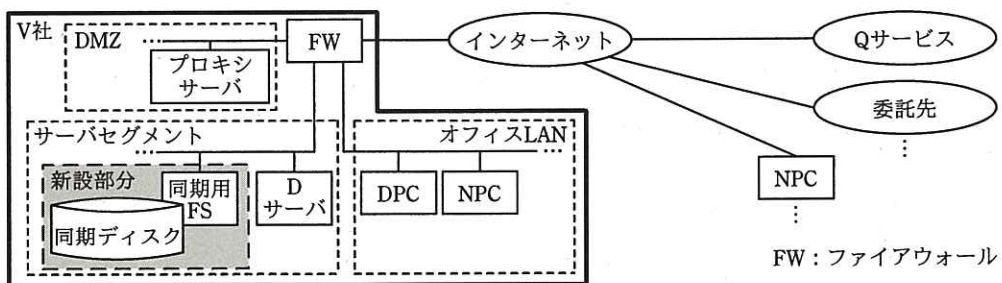 V社
DMZ
…
FW
インターネット
Qサービス
プロキシ
サーバ
委託先
⋮
サーバセグメント
オフィスLAN
…
…
新設部分
同期用
FS
D
サーバ
DPC
NPC
NPC
⋮
同期ディスク
FW：ファイアウォール